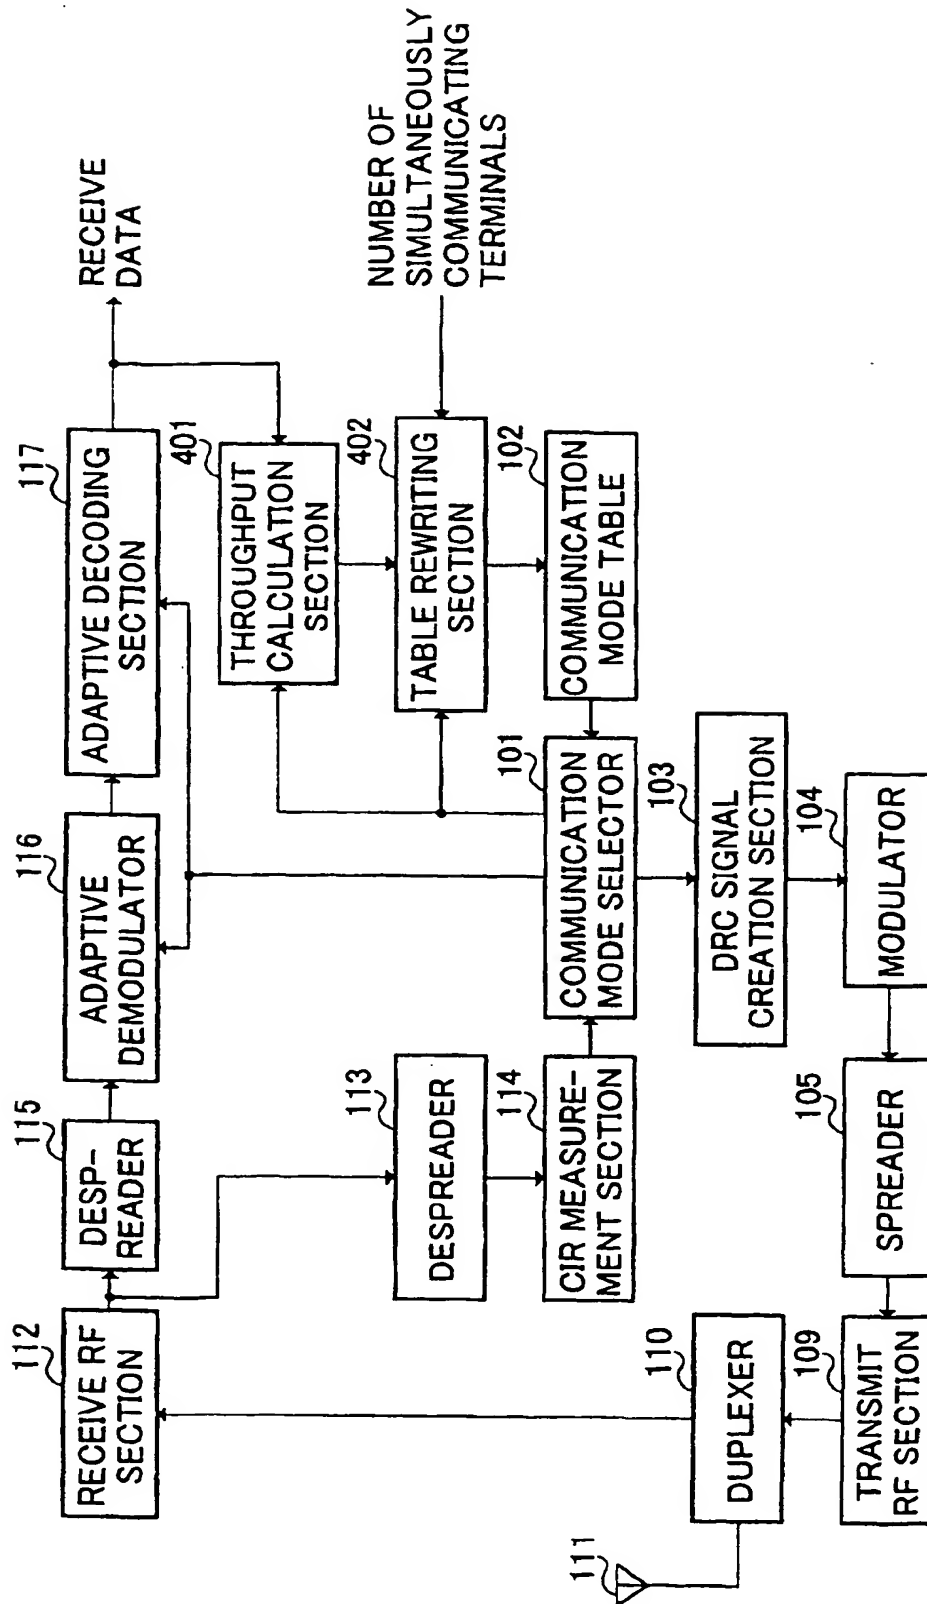 112
RECEIVE RF
SECTION
115
DESP-
READER
116
ADAPTIVE
DEMODULATOR
117
ADAPTIVE DECODING
SECTION
RECEIVE
DATA
401
THROUGHPUT
CALCULATION
SECTION
NUMBER OF
SIMULTANEOUSLY
COMMUNICATING
TERMINALS
113
DESPREADER
402
TABLE REWRITING
SECTION
114
CIR MEASURE-
MENT SECTION
101
COMMUNICATION
MODE SELECTOR
102
COMMUNICATION
MODE TABLE
111
110
DUPLEXER
103
DRC SIGNAL
CREATION SECTION
109
TRANSMIT
RF SECTION
105
SPREADER
104
MODULATOR